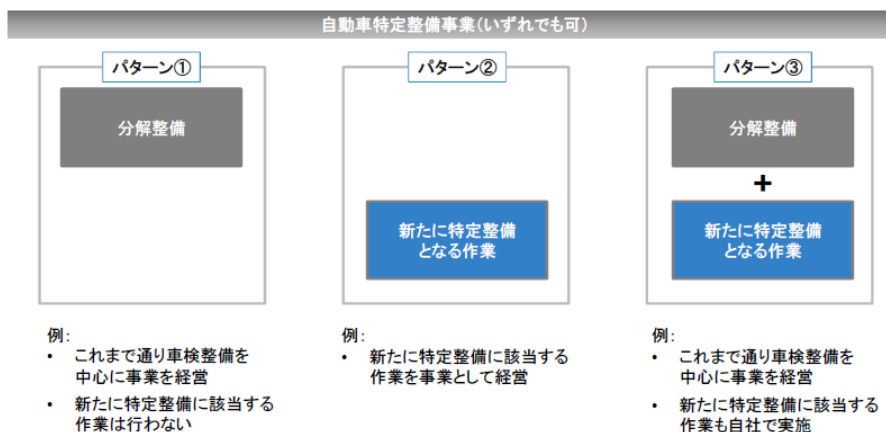 自動車特定整備事業(いずれでも可)
パターン①
分解整備
例:
• これまで通り車検整備を
中心に事業を経営
• 新たに特定整備に該当する
作業は行わない
パターン②
新たに特定整備
となる作業
例:
• 新たに特定整備に該当する
作業を事業として経営
パターン③
分解整備
+
新たに特定整備
となる作業
例:
• これまで通り車検整備を
中心に事業を経営
• 新たに特定整備に該当する
作業も自社で実施